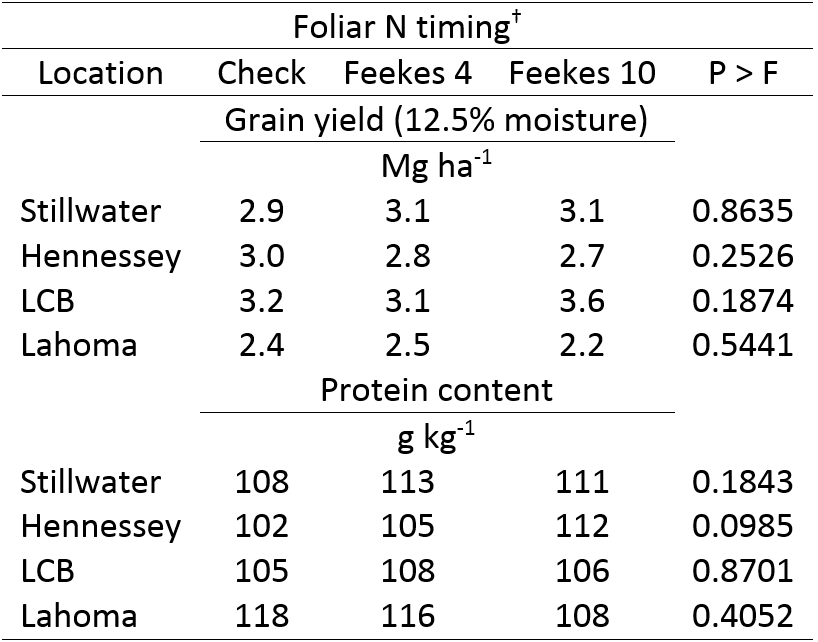 Foliar N timing†
Location Check Feekes 4 Feekes 10 P > F
Grain yield (12.5% moisture)
Mg ha⁻¹
Stillwater 2.9 3.1 3.1 0.8635
Hennessey 3.0 2.8 2.7 0.2526
LCB 3.2 3.1 3.6 0.1874
Lahoma 2.4 2.5 2.2 0.5441
Protein content
g kg⁻¹
Stillwater 108 113 111 0.1843
Hennessey 102 105 112 0.0985
LCB 105 108 106 0.8701
Lahoma 118 116 108 0.4052